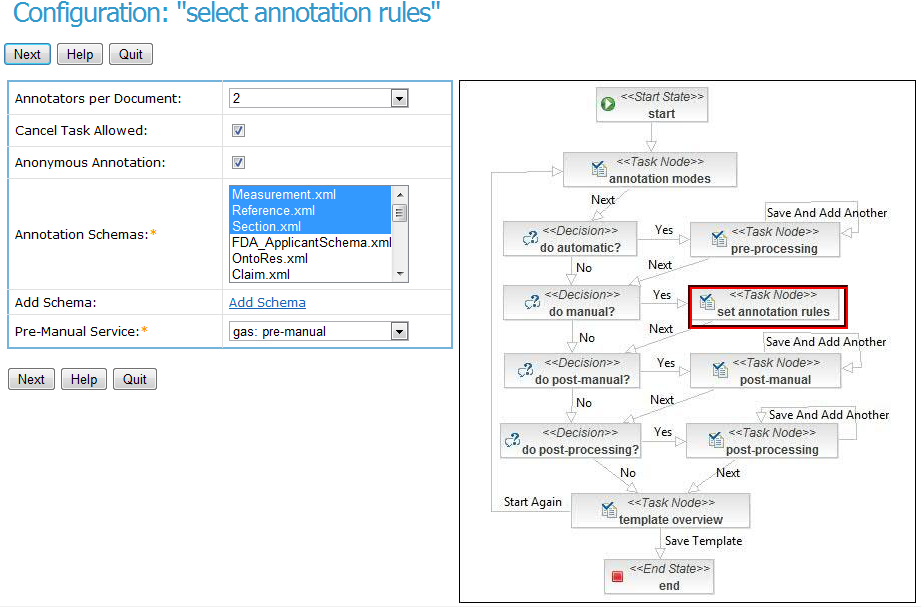 Configuration: "select annotation rules"
Next Help Quit
Annotators per Document: 2
Cancel Task Allowed:
Anonymous Annotation:
Annotation Schemas:*
Measurement.xml
Reference.xml
Section.xml
FDA_ApplicantSchema.xml
OntoRes.xml
Claim.xml
Add Schema: Add Schema
Pre-Manual Service:* gas: pre-manual
Next Help Quit
<<Start State>>
start
<<Task Node>>
annotation modes
Next
Save And Add Another
<<Decision>>
do automatic?
Yes
<<Task Node>>
pre-processing
No
Next
<<Decision>>
do manual?
Yes
<<Task Node>>
set annotation rules
No
Next
Save And Add Another
<<Decision>>
do post-manual?
Yes
<<Task Node>>
post-manual
No
Next
Save And Add Another
<<Decision>>
do post-processing?
Yes
<<Task Node>>
post-processing
No
Next
Start Again
<<Task Node>>
template overview
Save Template
<<End State>>
end